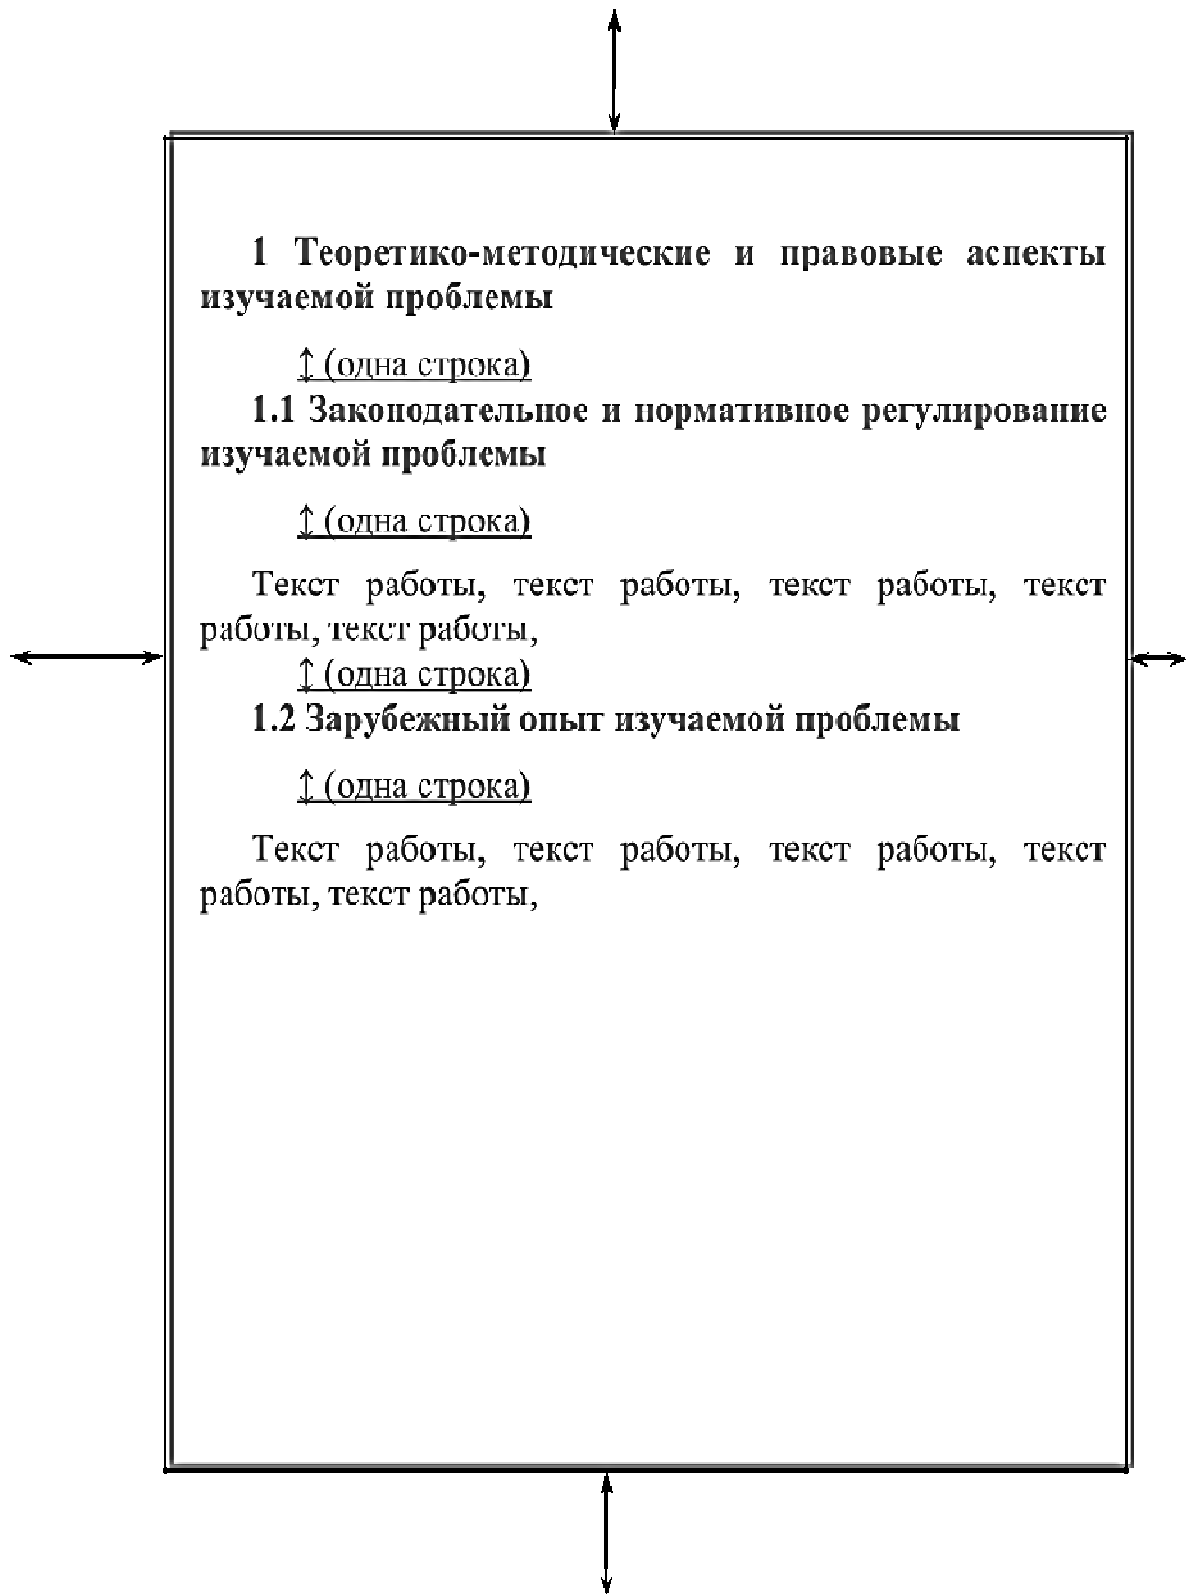 1 Теоретико-методические и правовые аспекты
изучаемой проблемы
↕ (одна строка)
1.1 Законодательное и нормативное регулирование
изучаемой проблемы
↕ (одна строка)
Текст работы, текст работы, текст работы, текст
работы, текст работы,
↕ (одна строка)
1.2 Зарубежный опыт изучаемой проблемы
↕ (одна строка)
Текст работы, текст работы, текст работы, текст
работы, текст работы,